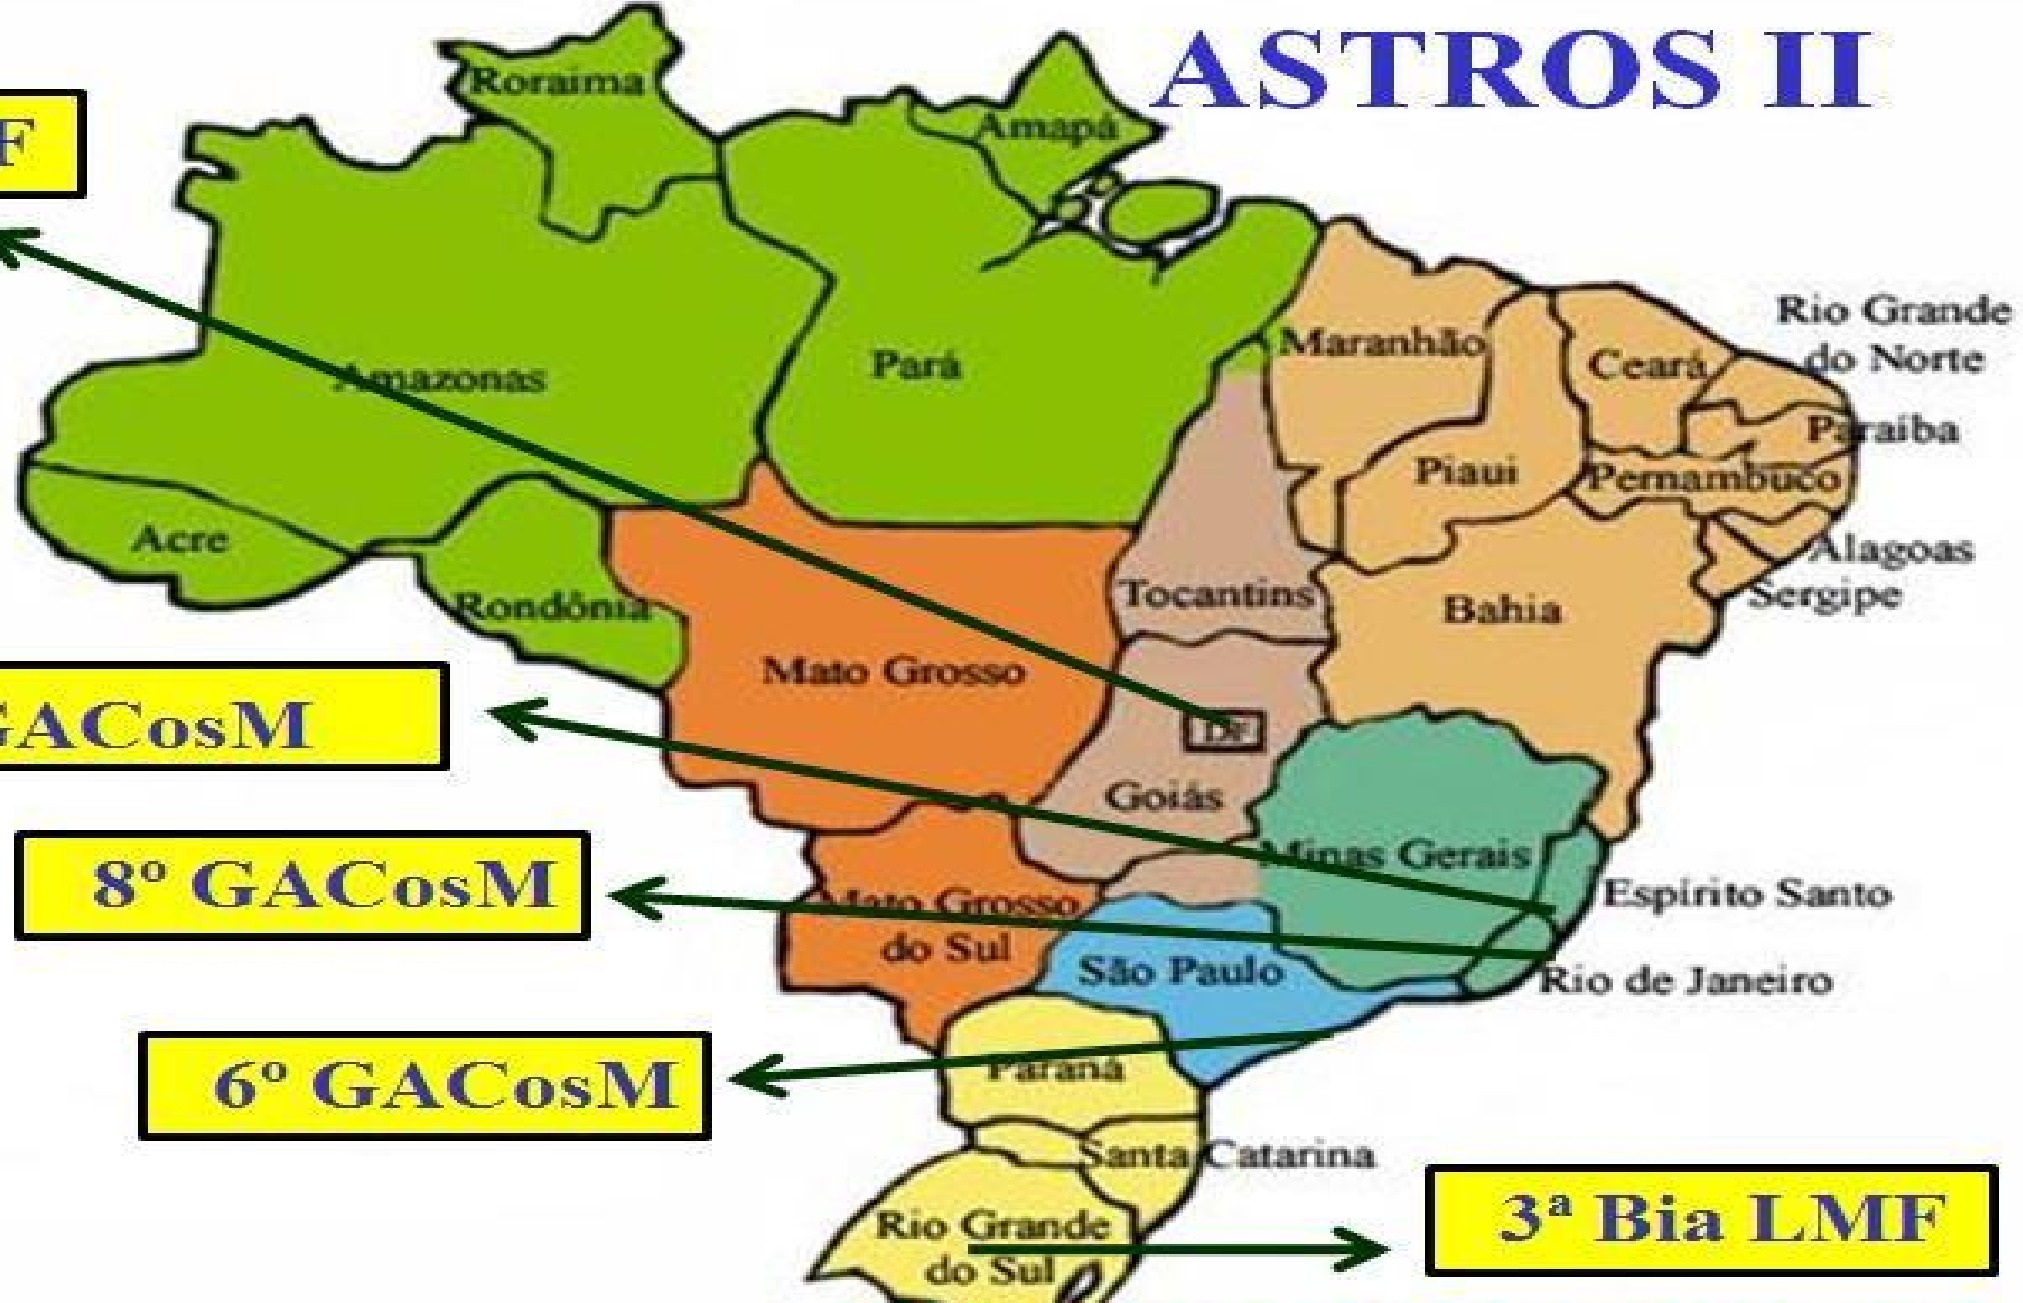 ASTROS II
Roraima
Amapá
F
Rio Grande
do Norte
Maranhão
Ceará
Pará
Amazonas
Paraiba
Piaui
Pernambuco
Acre
Alagoas
Sergipe
Tocantins
Rondônia
Bahia
Mato Grosso
DF
GACosM
Goiás
Minas Gerais
8º GACosM
Espírito Santo
Mato Grosso
do Sul
São Paulo
Rio de Janeiro
6º GACosM
Paraná
Santa Catarina
3ª Bia LMF
Rio Grande
do Sul